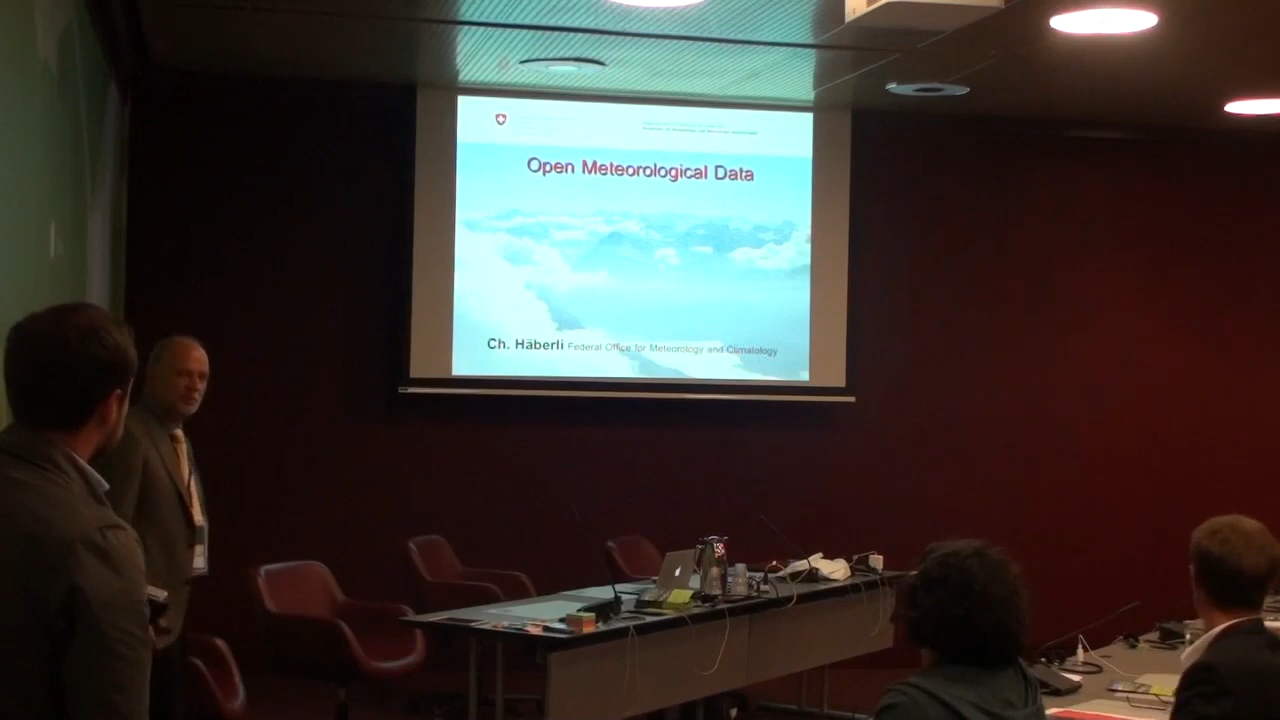 Open Meteorological Data
Ch. Häberli Federal Office for Meteorology and Climatology